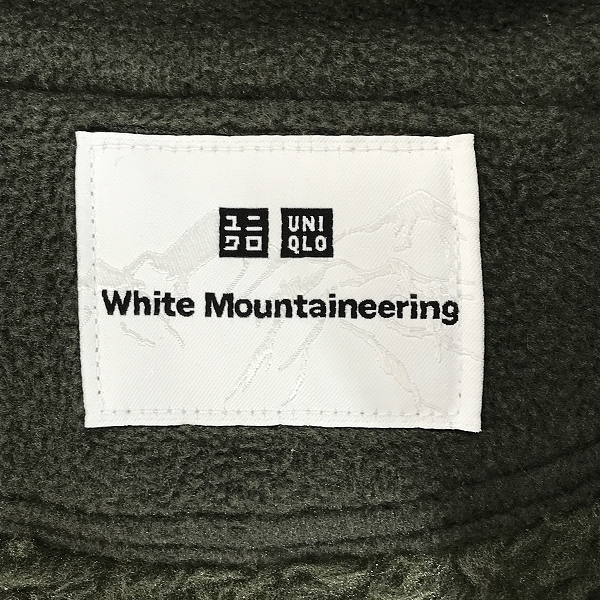 ユニ UNI
クロ QLO
White Mountaineering